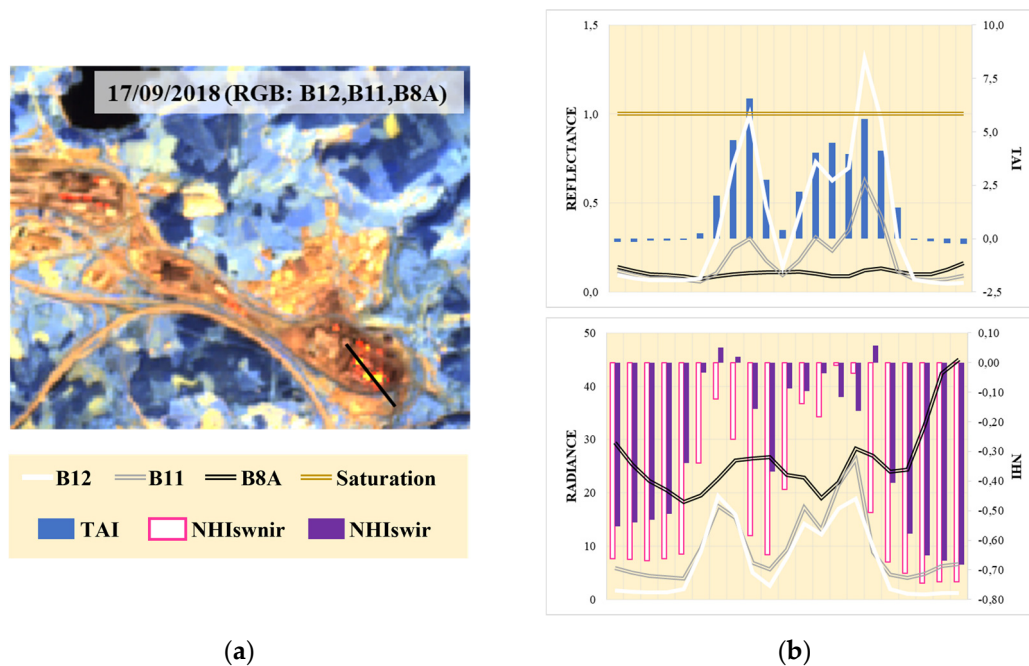 17/09/2018 (RGB: B12,B11,B8A)
B12 B11 B8A Saturation
TAI NHIswnir NHIswir
(a)
1,5
1,0
0,5
0,0
REFLECTANCE
10,0
7,5
5,0
2,5
0,0
-2,5
TAI
50
40
30
20
10
0
RADIANCE
0,10
0,00
-0,10
-0,20
-0,30
-0,40
-0,50
-0,60
-0,70
-0,80
NHI
(b)